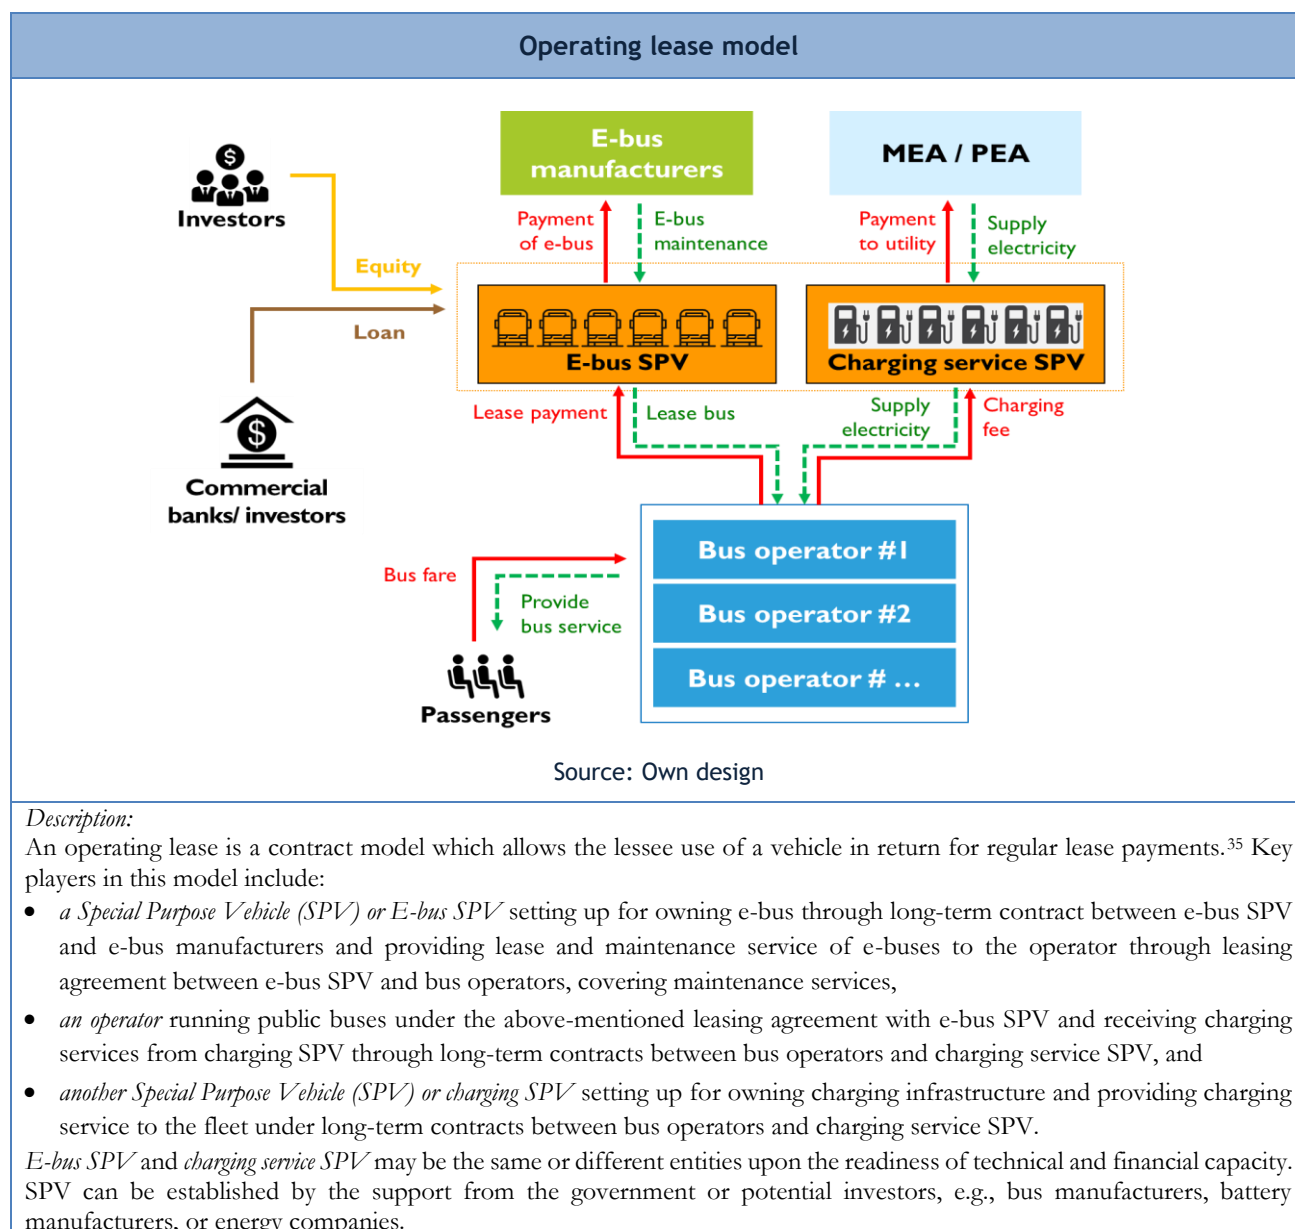 Operating lease model
E-bus
manufacturers
MEA / PEA
Investors
Payment
of e-bus
E-bus
maintenance
Payment
to utility
Supply
electricity
Equity
Loan
E-bus SPV
Charging service SPV
Lease payment
Lease bus
Supply
electricity
Charging
fee
Commercial
banks/ investors
Bus operator #1
Bus operator #2
Bus operator # ...
Bus fare
Provide
bus service
Passengers
Source: Own design
Description:
An operating lease is a contract model which allows the lessee use of a vehicle in return for regular lease payments.³⁵ Key
players in this model include:
• a Special Purpose Vehicle (SPV) or E-bus SPV setting up for owning e-bus through long-term contract between e-bus SPV
and e-bus manufacturers and providing lease and maintenance service of e-buses to the operator through leasing
agreement between e-bus SPV and bus operators, covering maintenance services,
• an operator running public buses under the above-mentioned leasing agreement with e-bus SPV and receiving charging
services from charging SPV through long-term contracts between bus operators and charging service SPV, and
• another Special Purpose Vehicle (SPV) or charging SPV setting up for owning charging infrastructure and providing charging
service to the fleet under long-term contracts between bus operators and charging service SPV.
E-bus SPV and charging service SPV may be the same or different entities upon the readiness of technical and financial capacity.
SPV can be established by the support from the government or potential investors, e.g., bus manufacturers, battery
manufacturers, or energy companies.